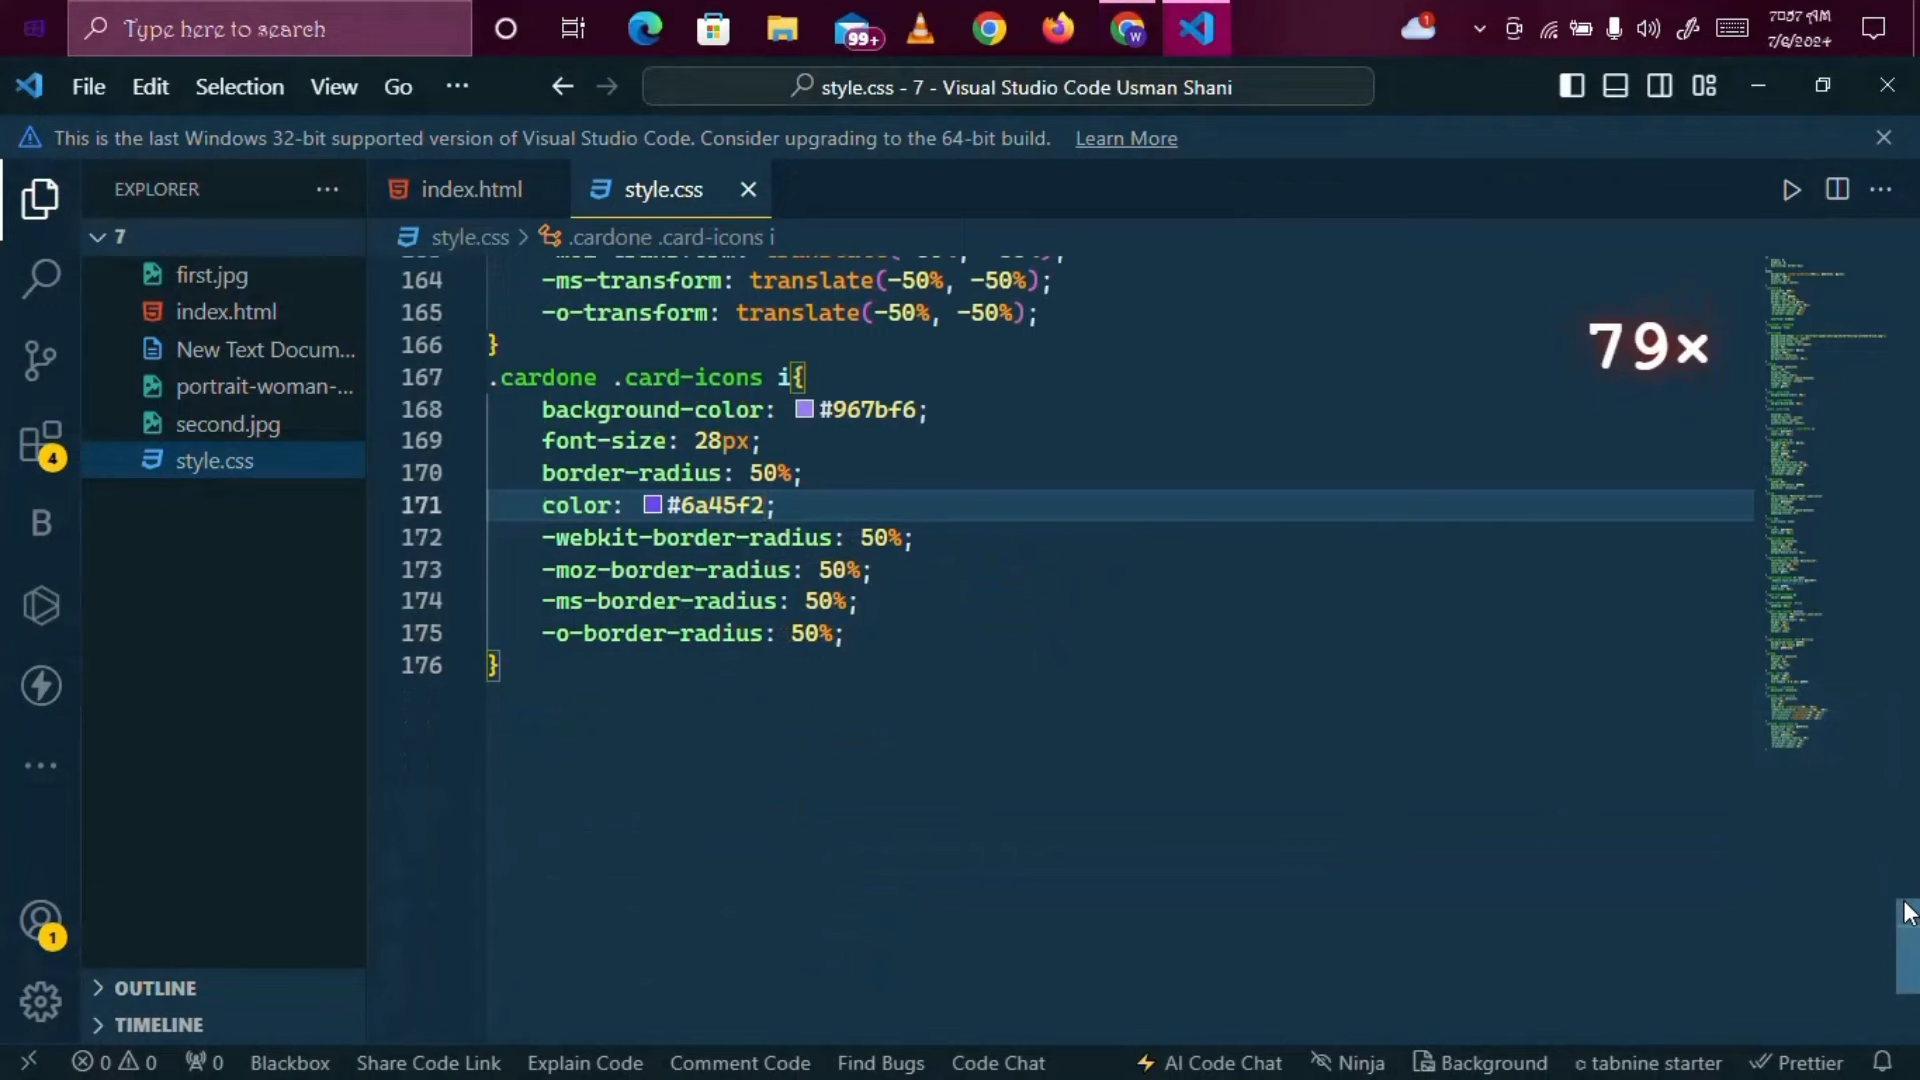 Type here to search
99+
W
1
7:57 AM
7/6/2024
File Edit Selection View Go ...
style.css - 7 - Visual Studio Code Usman Shani
This is the last Windows 32-bit supported version of Visual Studio Code. Consider upgrading to the 64-bit build. Learn More
EXPLORER ...
index.html
style.css
7
style.css > .cardone .card-icons i
first.jpg
index.html
New Text Docum...
portrait-woman-...
second.jpg
style.css
4
B
1
164 -ms-transform: translate(-50%, -50%);
165 -o-transform: translate(-50%, -50%);
166 }
167 .cardone .card-icons i{
168 background-color: #967bf6;
169 font-size: 28px;
170 border-radius: 50%;
171 color: #6a45f2;
172 -webkit-border-radius: 50%;
173 -moz-border-radius: 50%;
174 -ms-border-radius: 50%;
175 -o-border-radius: 50%;
176 }
79×
OUTLINE
TIMELINE
0 0 0 Blackbox Share Code Link Explain Code Comment Code Find Bugs Code Chat AI Code Chat Ninja Background tabnine starter Prettier